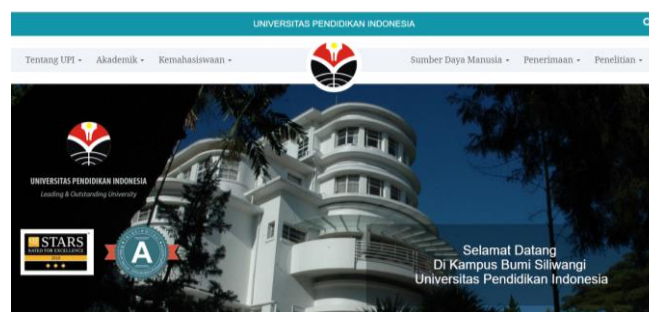 UNIVERSITAS PENDIDIKAN INDONESIA
Tentang UPI
Akademik
Kemahasiswaan
Sumber Daya Manusia
Penerimaan
Penelitian
UNIVERSITAS PENDIDIKAN INDONESIA
Leading & Outstanding University
STARS
RATED FOR EXCELLENCE
A
Selamat Datang
Di Kampus Bumi Siliwangi
Universitas Pendidikan Indonesia